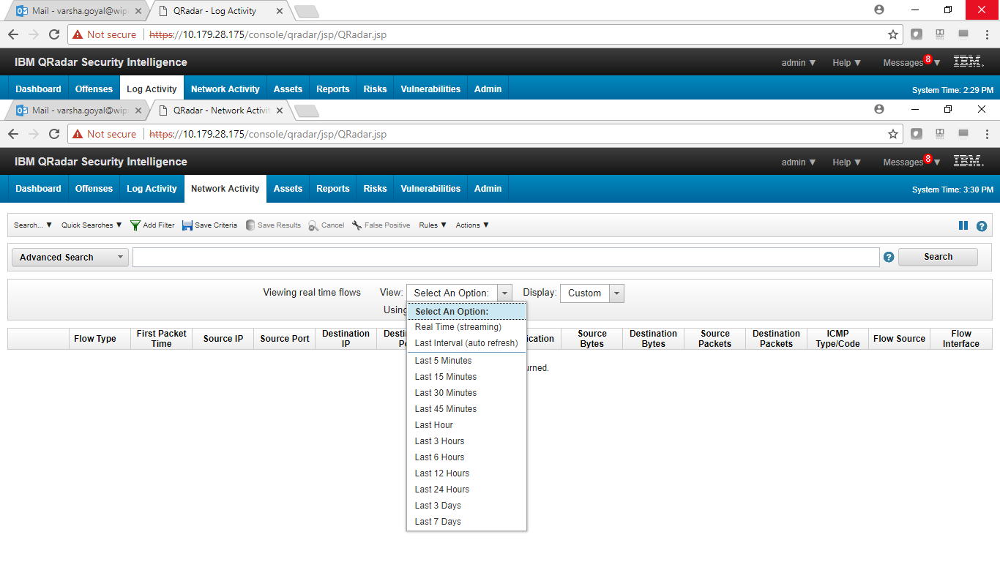 Mail - varsha.goyal@wip
QRadar - Log Activity
Not secure
https://10.179.28.175/console/qradar/jsp/QRadar.jsp
IBM QRadar Security Intelligence
admin ▼ Help ▼ Messages 8 ▼ IBM.
Dashboard Offenses Log Activity Network Activity Assets Reports Risks Vulnerabilities Admin
System Time: 2:29 PM
Mail - varsha.goyal@wip
QRadar - Network Activit
Not secure
https://10.179.28.175/console/qradar/jsp/QRadar.jsp
IBM QRadar Security Intelligence
admin ▼ Help ▼ Messages 8 ▼ IBM.
Dashboard Offenses Log Activity Network Activity Assets Reports Risks Vulnerabilities Admin
System Time: 3:30 PM
Search... ▼ Quick Searches ▼ Add Filter Save Criteria Save Results Cancel False Positive Rules ▼ Actions ▼ ?
Advanced Search ? Search
Viewing real time flows View: Select An Option: Display: Custom
Using
Select An Option:
Real Time (streaming)
Last Interval (auto refresh)
Last 5 Minutes
Last 15 Minutes
Last 30 Minutes
Last 45 Minutes
Last Hour
Last 3 Hours
Last 6 Hours
Last 12 Hours
Last 24 Hours
Last 3 Days
Last 7 Days
Flow Type
First Packet
Time
Source IP
Source Port
Destination
IP
ication
Source
Bytes
Destination
Bytes
Source
Packets
Destination
Packets
ICMP
Type/Code
Flow Source
Flow
Interface
urned.